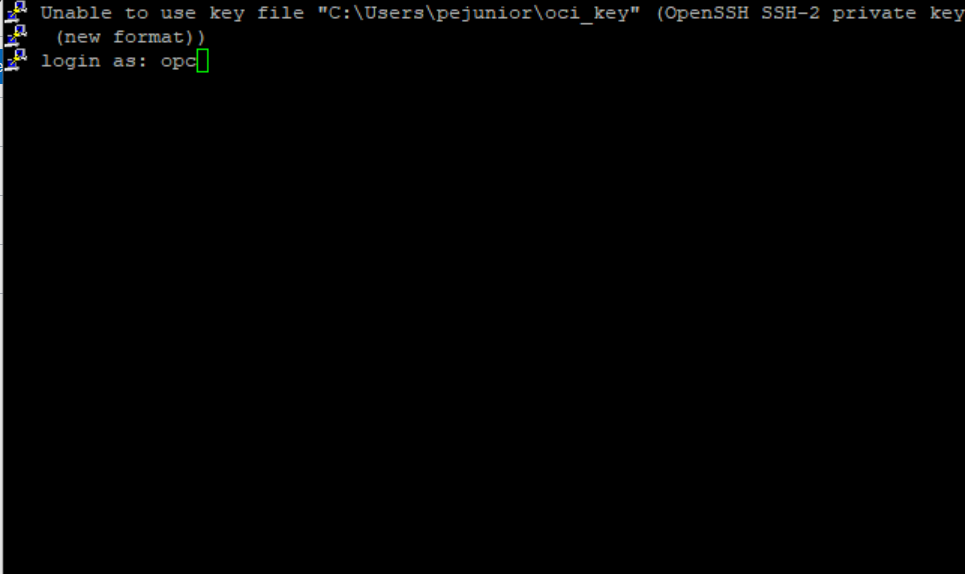 Unable to use key file "C:\Users\pejunior\oci_key" (OpenSSH SSH-2 private key
(new format))
login as: opc